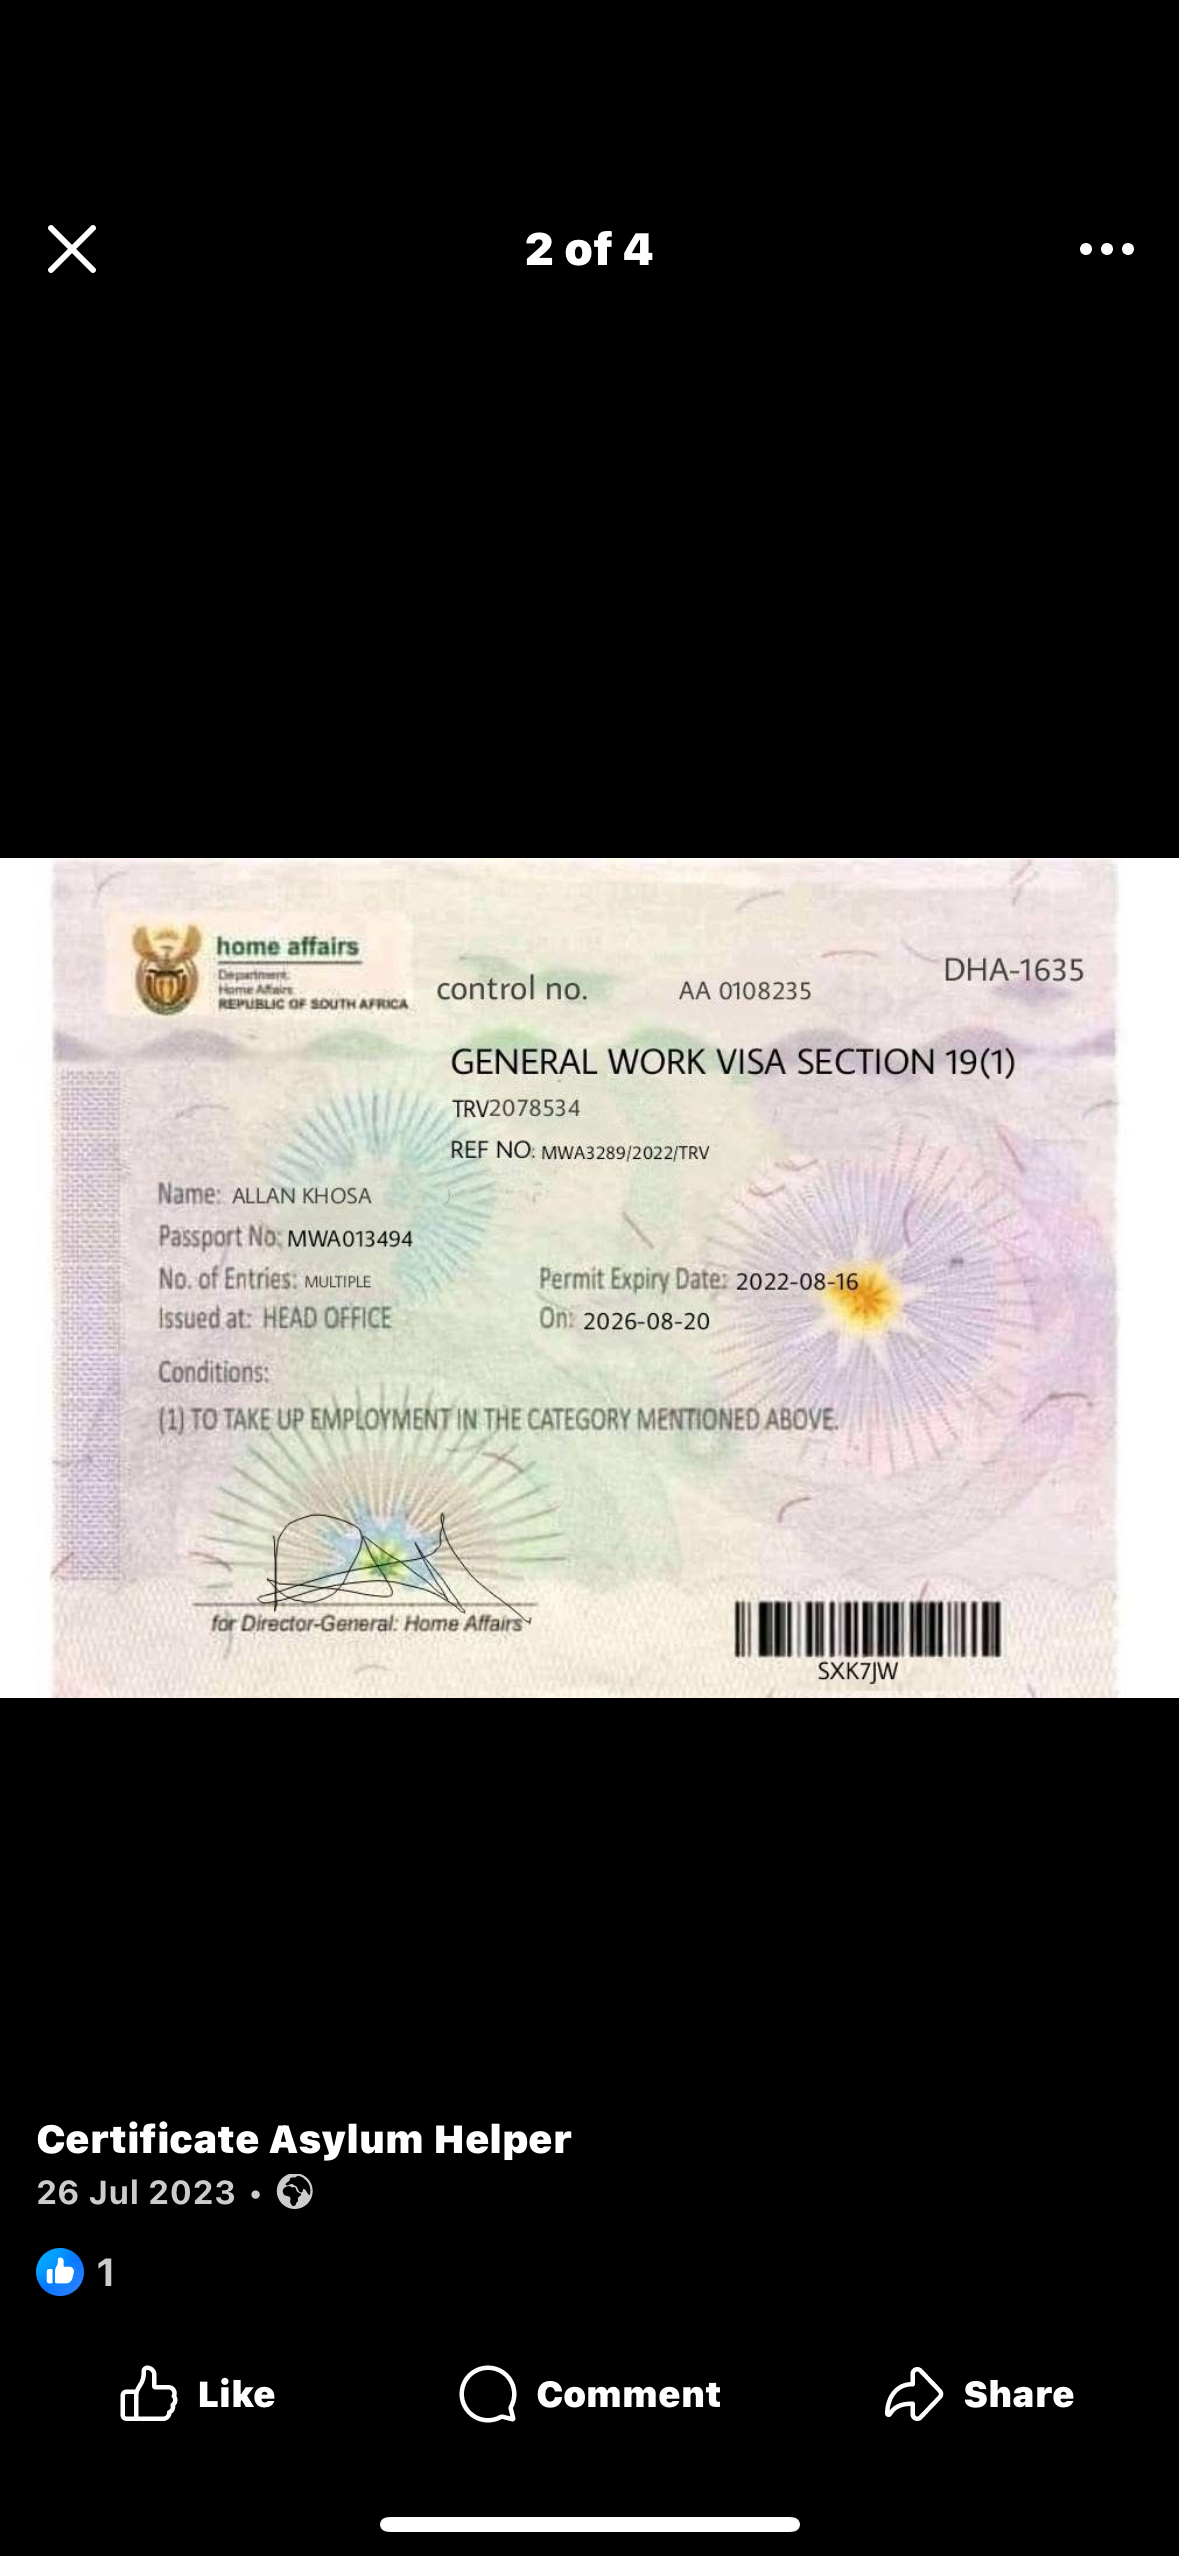 2 of 4
home affairs
Department:
Home Affairs
REPUBLIC OF SOUTH AFRICA
control no. AA 0108235
DHA-1635
GENERAL WORK VISA SECTION 19(1)
TRV2078534
REF NO: MWA3289/2022/TRV
Name: ALLAN KHOSA
Passport No: MWA013494
No. of Entries: MULTIPLE
Permit Expiry Date: 2022-08-16
Issued at: HEAD OFFICE
On: 2026-08-20
Conditions:
(1) TO TAKE UP EMPLOYMENT IN THE CATEGORY MENTIONED ABOVE.
for Director-General: Home Affairs
SXK7JW
Certificate Asylum Helper
26 Jul 2023 •
1
Like
Comment
Share